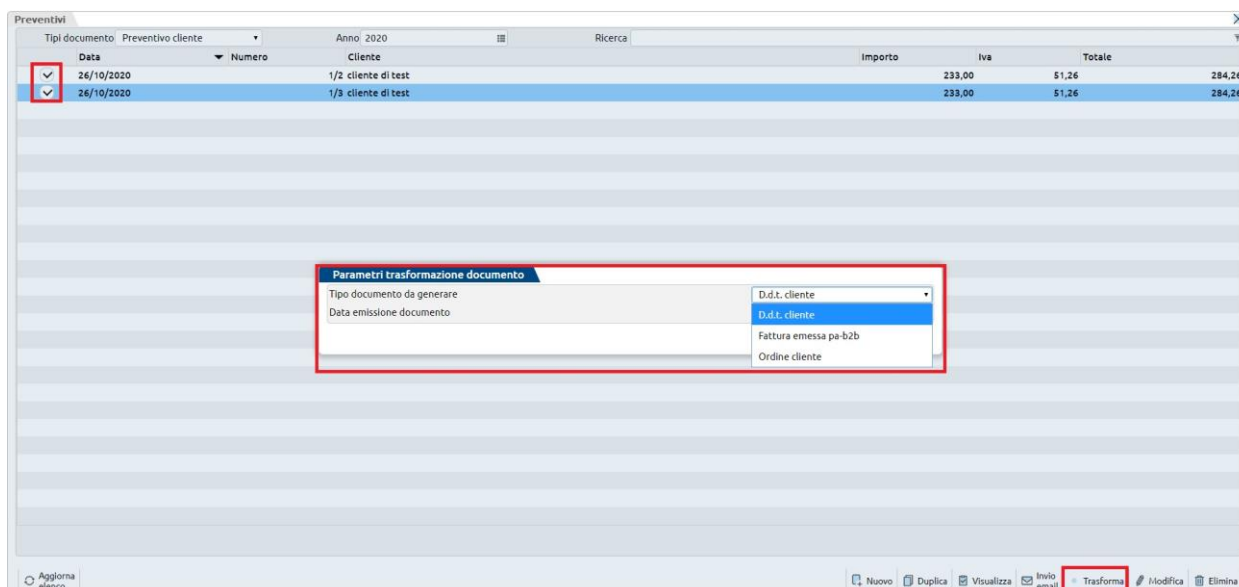 Preventivi
Tipi documento Preventivo cliente Anno 2020 Ricerca
Data Numero Cliente Importo Iva Totale
26/10/2020 1/2 cliente di test 233,00 51,26 284,26
26/10/2020 1/3 cliente di test 233,00 51,26 284,26
Parametri trasformazione documento
Tipo documento da generare D.d.t. cliente
Data emissione documento D.d.t. cliente
Fattura emessa pa-b2b
Ordine cliente
Aggiorna elenco Nuovo Duplica Visualizza Invio email Trasforma Modifica Elimina